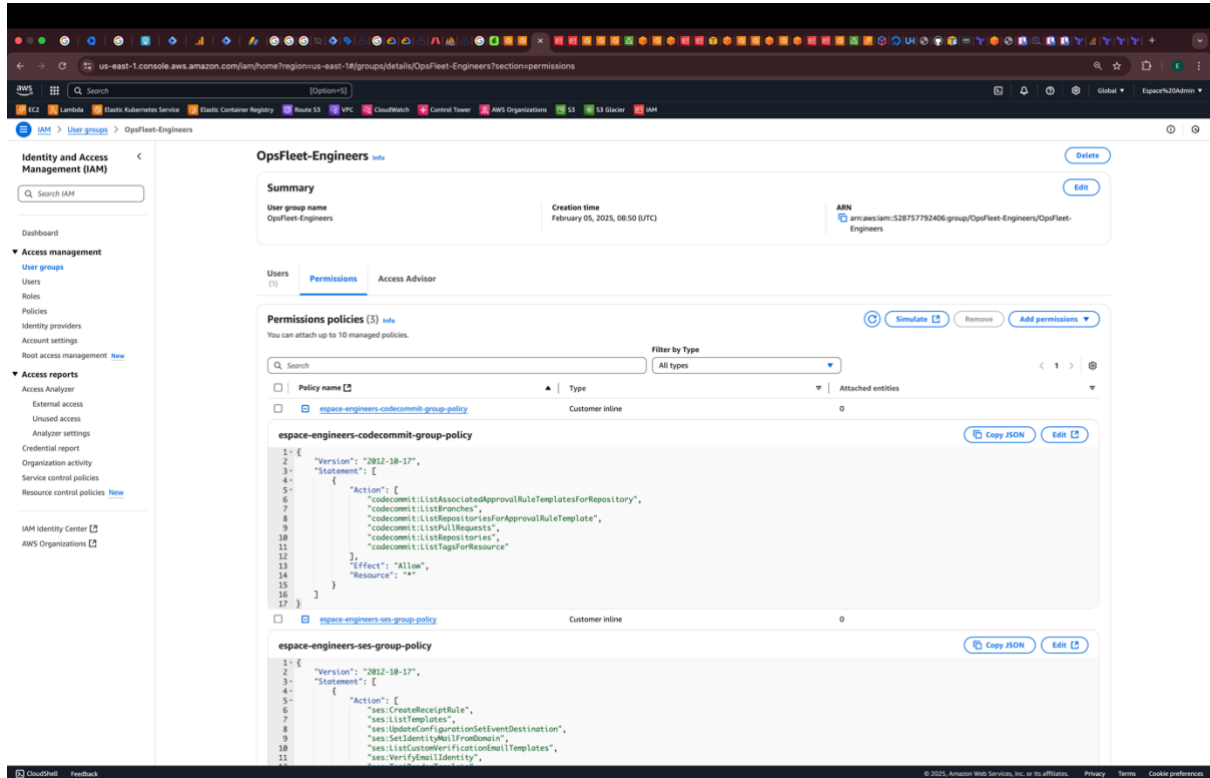 us-east-1.console.aws.amazon.com/iam/home?region=us-east-1#/groups/details/OpsFleet-Engineers?section=permissions
aws
Search
[Option+S]
Global
Espace%20Admin
EC2
Lambda
Elastic Kubernetes Service
Elastic Container Registry
Route 53
VPC
CloudWatch
Control Tower
AWS Organizations
S3
S3 Glacier
IAM
IAM > User groups > OpsFleet-Engineers
Identity and Access
Management (IAM)
Search IAM
Dashboard
Access management
User groups
Users
Roles
Policies
Identity providers
Account settings
Root access management New
Access reports
Access Analyzer
External access
Unused access
Analyzer settings
Credential report
Organization activity
Service control policies
Resource control policies New
IAM Identity Center
AWS Organizations
OpsFleet-Engineers Info
Delete
Summary
Edit
User group name
OpsFleet-Engineers
Creation time
February 05, 2025, 08:50 (UTC)
ARN
arn:aws:iam::528757792406:group/OpsFleet-Engineers/OpsFleet-
Engineers
Users
(1)
Permissions
Access Advisor
Permissions policies (3) Info
You can attach up to 10 managed policies.
Simulate
Remove
Add permissions
Filter by Type
Search
All types
1
Policy name
Type
Attached entities
espace-engineers-codecommit-group-policy
Customer inline
0
espace-engineers-codecommit-group-policy
Copy JSON
Edit
1 {
2 "Version": "2012-10-17",
3 "Statement": [
4 {
5 "Action": [
6 "codecommit:ListAssociatedApprovalRuleTemplatesForRepository",
7 "codecommit:ListBranches",
8 "codecommit:ListRepositoriesForApprovalRuleTemplate",
9 "codecommit:ListPullRequests",
10 "codecommit:ListRepositories",
11 "codecommit:ListTagsForResource"
12 ],
13 "Effect": "Allow",
14 "Resource": "*"
15 }
16 ]
17 }
espace-engineers-ses-group-policy
Customer inline
0
espace-engineers-ses-group-policy
Copy JSON
Edit
1 {
2 "Version": "2012-10-17",
3 "Statement": [
4 {
5 "Action": [
6 "ses:CreateReceiptRule",
7 "ses:ListTemplates",
8 "ses:UpdateConfigurationSetEventDestination",
9 "ses:SetIdentityMailFromDomain",
10 "ses:ListCustomVerificationEmailTemplates",
11 "ses:VerifyEmailIdentity",
CloudShell
Feedback
© 2025, Amazon Web Services, Inc. or its affiliates.
Privacy
Terms
Cookie preferences